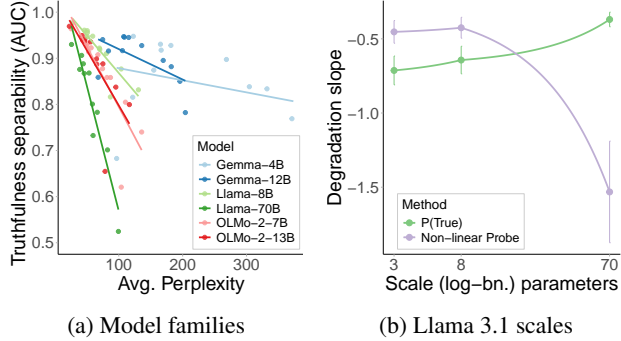 Truthfulness separability (AUC)
1.0
0.9
0.8
0.7
0.6
0.5
100
200
300
Avg. Perplexity
Model
Gemma−4B
Gemma−12B
Llama−8B
Llama−70B
OLMo−2−7B
OLMo−2−13B
(a) Model families
Degradation slope
−0.5
−1.0
−1.5
3
8
70
Scale (log−bn.) parameters
Method
P(True)
Non−linear Probe
(b) Llama 3.1 scales